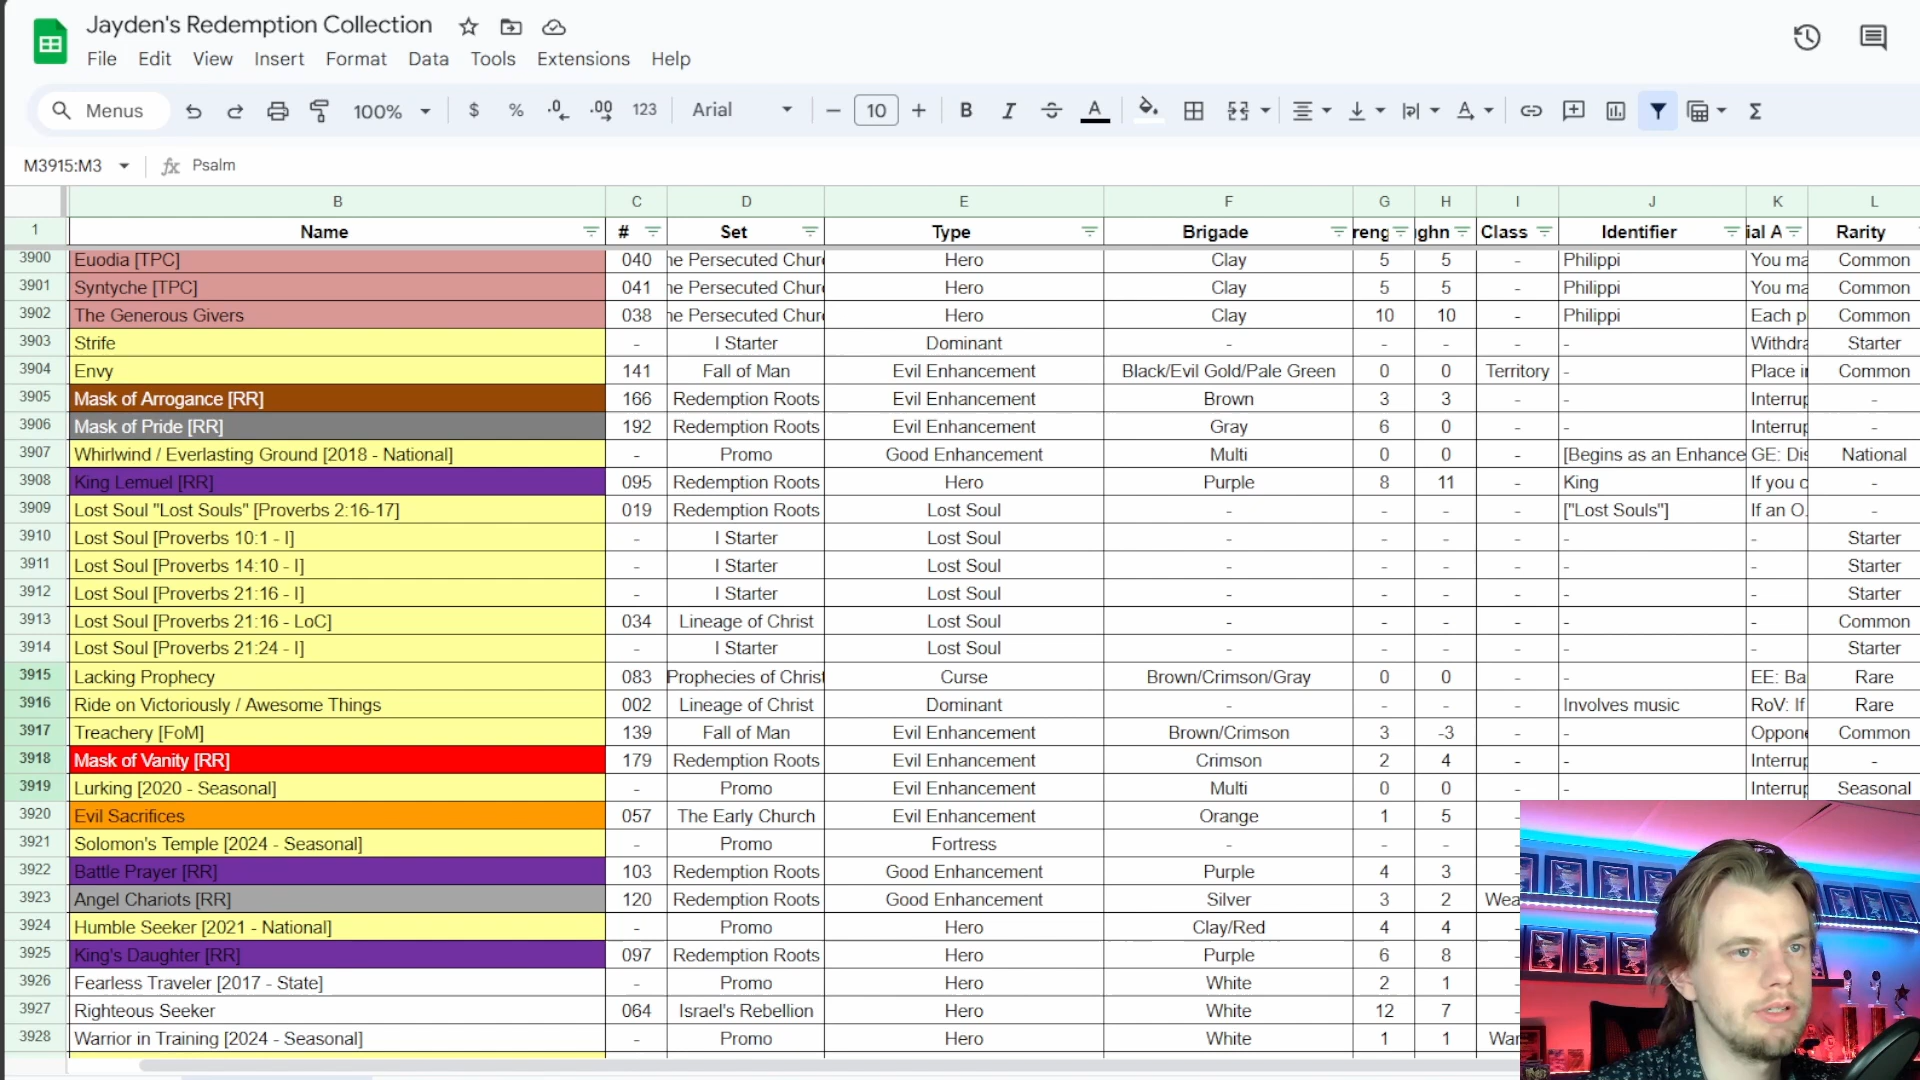 Jayden's Redemption Collection
File Edit View Insert Format Data Tools Extensions Help
Menus 100% $ % .0 .00 123 Arial 10 B I A
M3915:M3 fx Psalm
B C D E F G H I J K L
1 Name # Set Type Brigade reng ghn Class Identifier ial A Rarity
3900 Euodia [TPC] 040 he Persecuted Chur Hero Clay 5 5 - Philippi You ma Common
3901 Syntyche [TPC] 041 he Persecuted Chur Hero Clay 5 5 - Philippi You ma Common
3902 The Generous Givers 038 he Persecuted Chur Hero Clay 10 10 - Philippi Each p Common
3903 Strife - I Starter Dominant - - - - - Withdra Starter
3904 Envy 141 Fall of Man Evil Enhancement Black/Evil Gold/Pale Green 0 0 Territory - Place i Common
3905 Mask of Arrogance [RR] 166 Redemption Roots Evil Enhancement Brown 3 3 - - Interrup -
3906 Mask of Pride [RR] 192 Redemption Roots Evil Enhancement Gray 6 0 - - Interrup -
3907 Whirlwind / Everlasting Ground [2018 - National] - Promo Good Enhancement Multi 0 0 - [Begins as an Enhance GE: Dis National
3908 King Lemuel [RR] 095 Redemption Roots Hero Purple 8 11 - King If you c -
3909 Lost Soul "Lost Souls" [Proverbs 2:16-17] 019 Redemption Roots Lost Soul - - - - ["Lost Souls"] If an O. -
3910 Lost Soul [Proverbs 10:1 - I] - I Starter Lost Soul - - - - - - Starter
3911 Lost Soul [Proverbs 14:10 - I] - I Starter Lost Soul - - - - - - Starter
3912 Lost Soul [Proverbs 21:16 - I] - I Starter Lost Soul - - - - - - Starter
3913 Lost Soul [Proverbs 21:16 - LoC] 034 Lineage of Christ Lost Soul - - - - - - Common
3914 Lost Soul [Proverbs 21:24 - I] - I Starter Lost Soul - - - - - - Starter
3915 Lacking Prophecy 083 Prophecies of Christ Curse Brown/Crimson/Gray 0 0 - - EE: Ba Rare
3916 Ride on Victoriously / Awesome Things 002 Lineage of Christ Dominant - - - - Involves music RoV: If Rare
3917 Treachery [FoM] 139 Fall of Man Evil Enhancement Brown/Crimson 3 -3 - - Oppone Common
3918 Mask of Vanity [RR] 179 Redemption Roots Evil Enhancement Crimson 2 4 - - Interrup -
3919 Lurking [2020 - Seasonal] - Promo Evil Enhancement Multi 0 0 - - Interrup Seasonal
3920 Evil Sacrifices 057 The Early Church Evil Enhancement Orange 1 5 -
3921 Solomon's Temple [2024 - Seasonal] - Promo Fortress - - - -
3922 Battle Prayer [RR] 103 Redemption Roots Good Enhancement Purple 4 3 -
3923 Angel Chariots [RR] 120 Redemption Roots Good Enhancement Silver 3 2 Wea
3924 Humble Seeker [2021 - National] - Promo Hero Clay/Red 4 4 -
3925 King's Daughter [RR] 097 Redemption Roots Hero Purple 6 8 -
3926 Fearless Traveler [2017 - State] - Promo Hero White 2 1 -
3927 Righteous Seeker 064 Israel's Rebellion Hero White 12 7 -
3928 Warrior in Training [2024 - Seasonal] - Promo Hero White 1 1 War